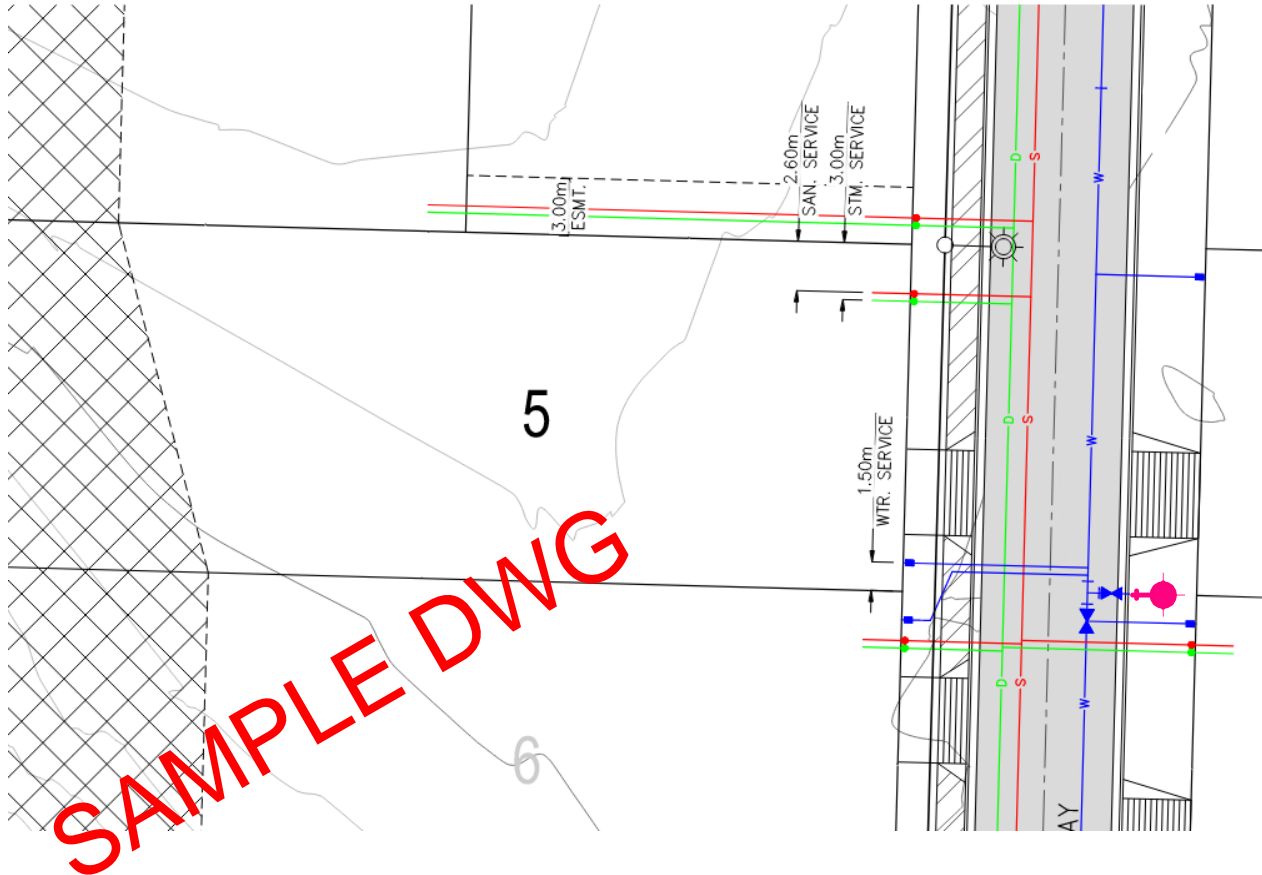 2.60m
SAN. SERVICE
3.00m
STM. SERVICE
3.00m
ESMT.
D
S
W
5
D
S
W
1.50m
WTR. SERVICE
SAMPLE DWG
6
D
S
W
AY